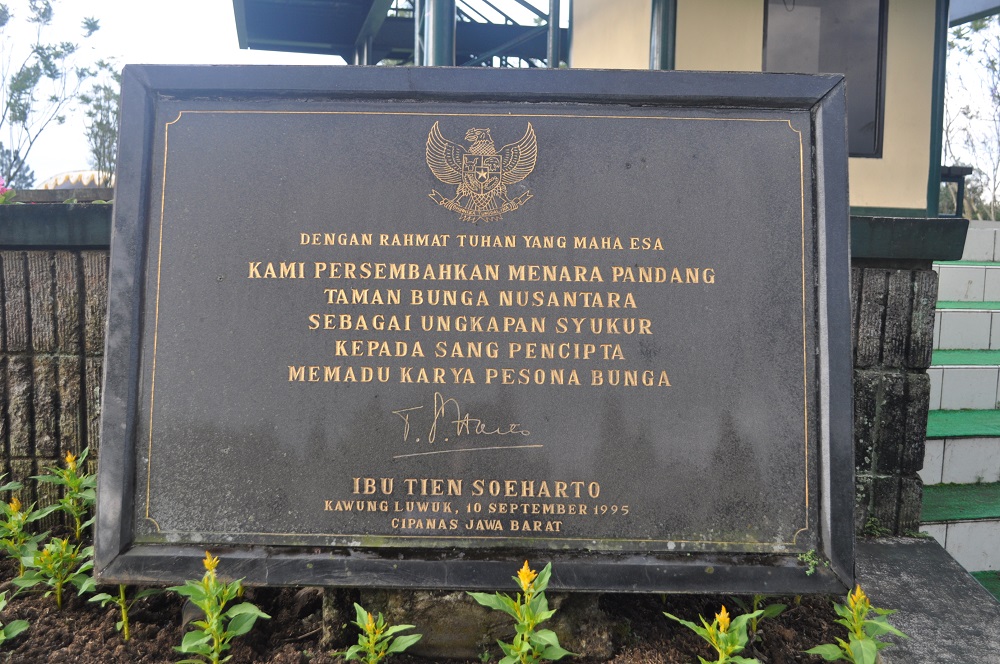 DENGAN RAHMAT TUHAN YANG MAHA ESA
KAMI PERSEMBAHKAN MENARA PANDANG
TAMAN BUNGA NUSANTARA
SEBAGAI UNGKAPAN SYUKUR
KEPADA SANG PENCIPTA
MEMADU KARYA PESONA BUNGA
IBU TIEN SOEHARTO
KAWUNG LUWUK, 10 SEPTEMBER 1995
CIPANAS JAWA BARAT